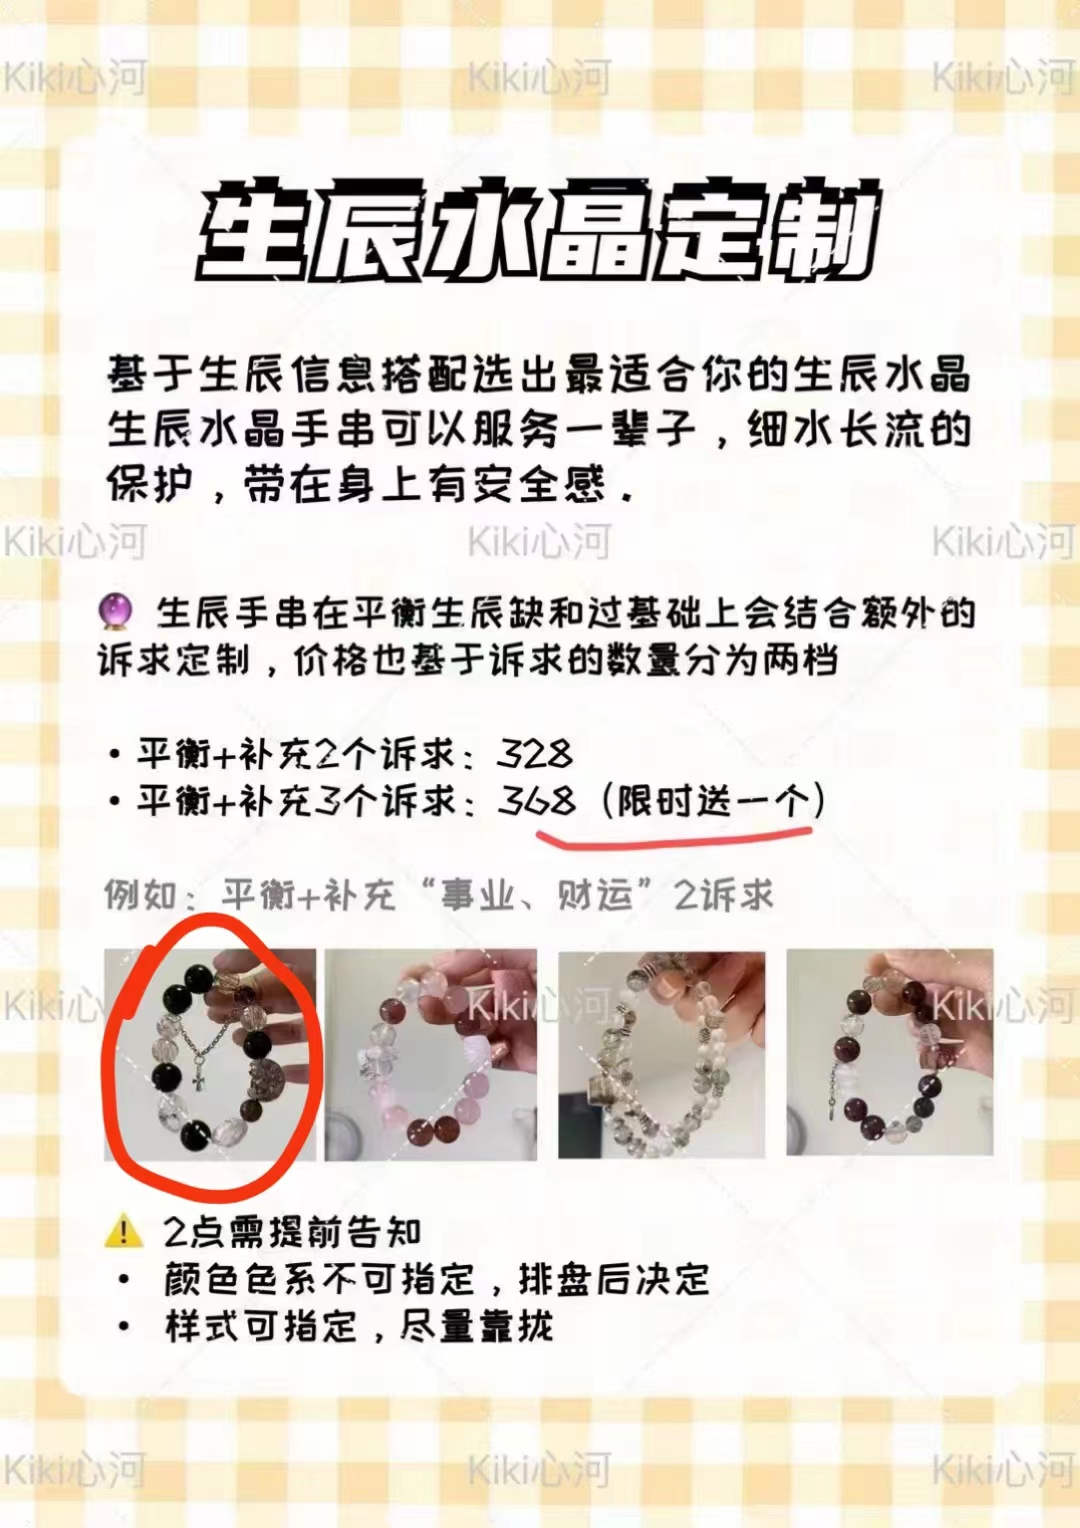 Kiki心河 Kiki心河 Kiki心河
生辰水晶定制
基于生辰信息搭配选出最适合你的生辰水晶
生辰水晶手串可以服务一辈子，细水长流的
保护，带在身上有安全感.
Kiki心河 Kiki心河 Kiki心河
🔮 生辰手串在平衡生辰缺和过基础上会结合额外的
诉求定制，价格也基于诉求的数量分为两档
• 平衡+补充2个诉求：328
• 平衡+补充3个诉求：368（限时送一个）
例如：平衡+补充“事业、财运”2诉求
Kiki心河 Kiki心河 Kiki心河
⚠️ 2点需提前告知
• 颜色色系不可指定，排盘后决定
• 样式可指定，尽量靠拢
Kiki心河 Kiki心河 Kiki心河